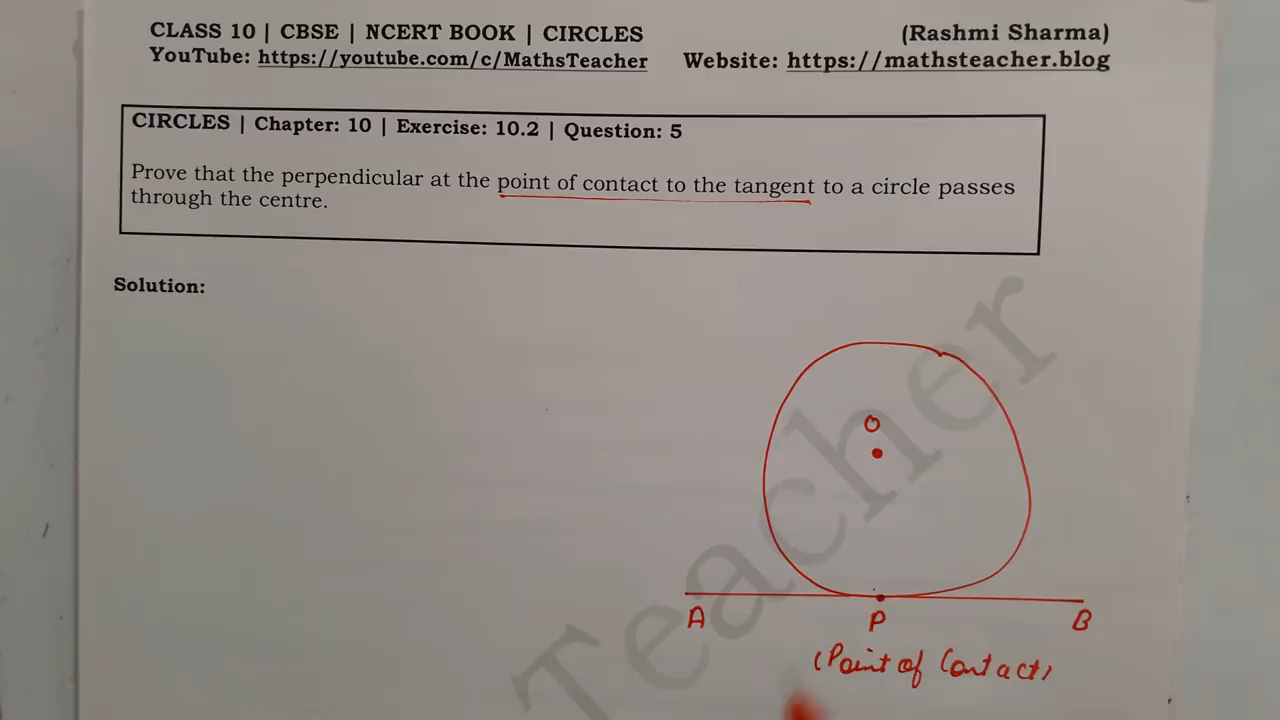 CLASS 10 | CBSE | NCERT BOOK | CIRCLES (Rashmi Sharma)
YouTube: https://youtube.com/c/MathsTeacher Website: https://mathsteacher.blog
CIRCLES | Chapter: 10 | Exercise: 10.2 | Question: 5
Prove that the perpendicular at the point of contact to the tangent to a circle passes
through the centre.
Solution:
O
A P B
(Point of Contact)
Teacher